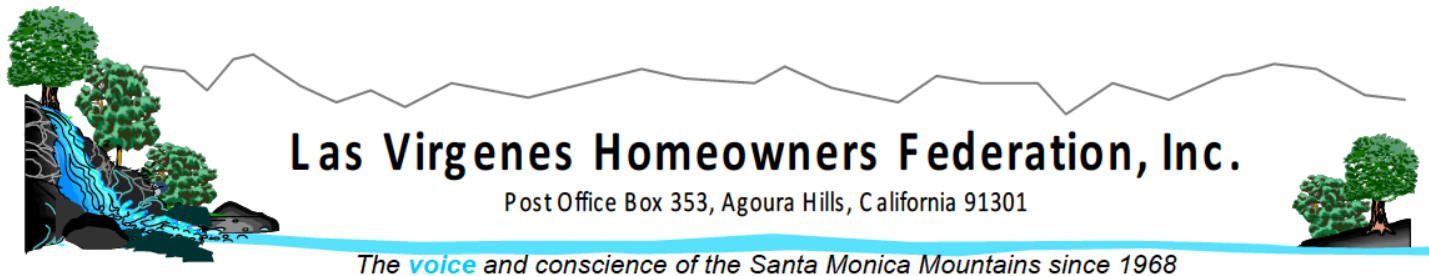 Las Virgenes Homeowners Federation, Inc.
Post Office Box 353, Agoura Hills, California 91301
The voice and conscience of the Santa Monica Mountains since 1968